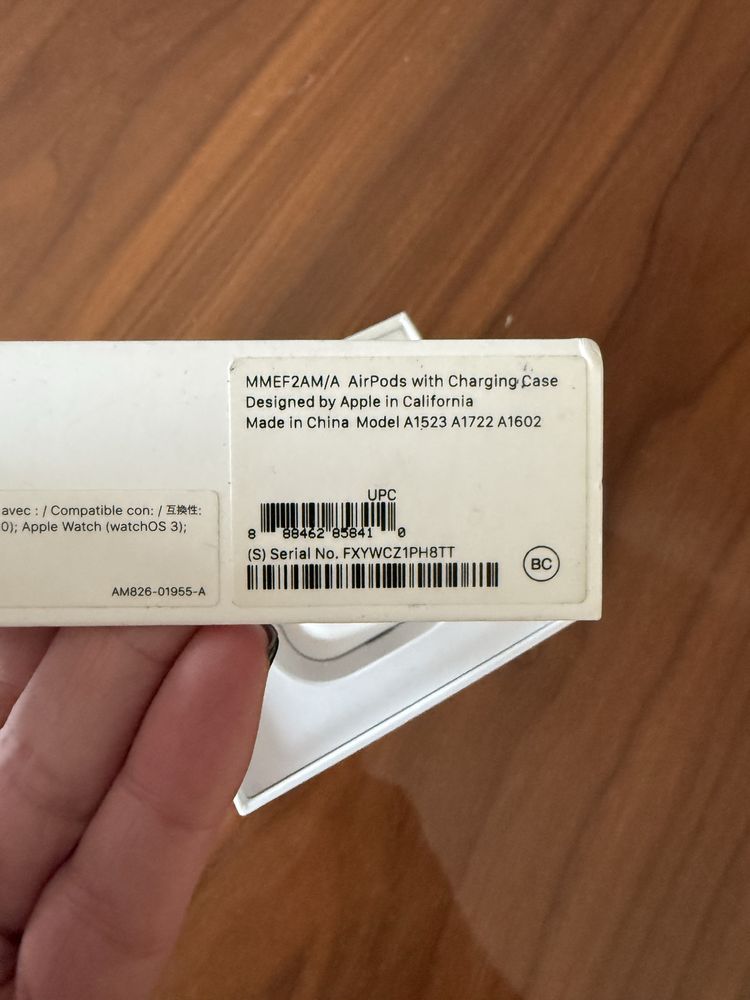 MMEF2AM/A AirPods with Charging Case
Designed by Apple in California
Made in China Model A1523 A1722 A1602
UPC
8 88462 85841 0
(S) Serial No. FXYWCZ1PH8TT
BC
avec : / Compatible con: / 互換性:
0); Apple Watch (watchOS 3);
AM826-01955-A